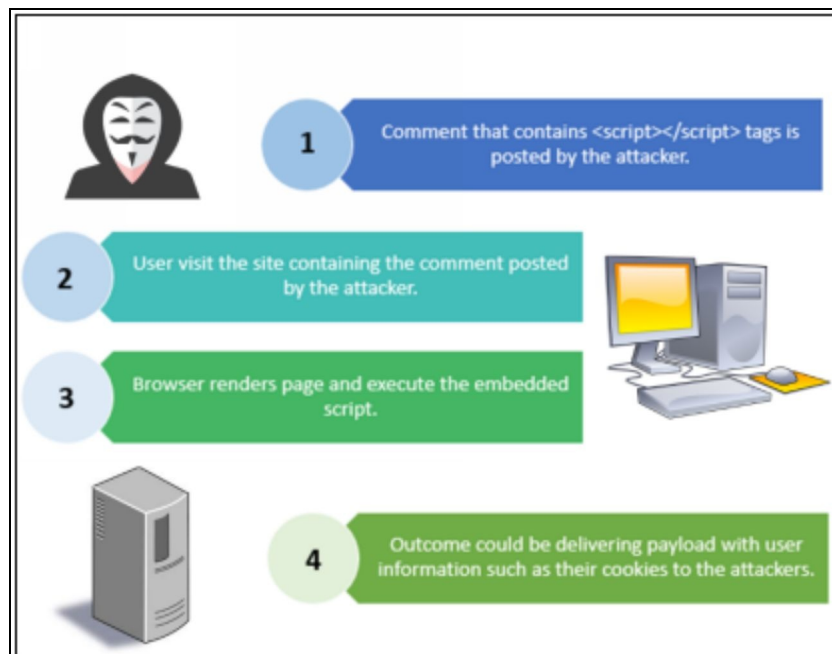 1
Comment that contains <script></script> tags is
posted by the attacker.
2
User visit the site containing the comment posted
by the attacker.
3
Browser renders page and execute the embedded
script.
4
Outcome could be delivering payload with user
information such as their cookies to the attackers.